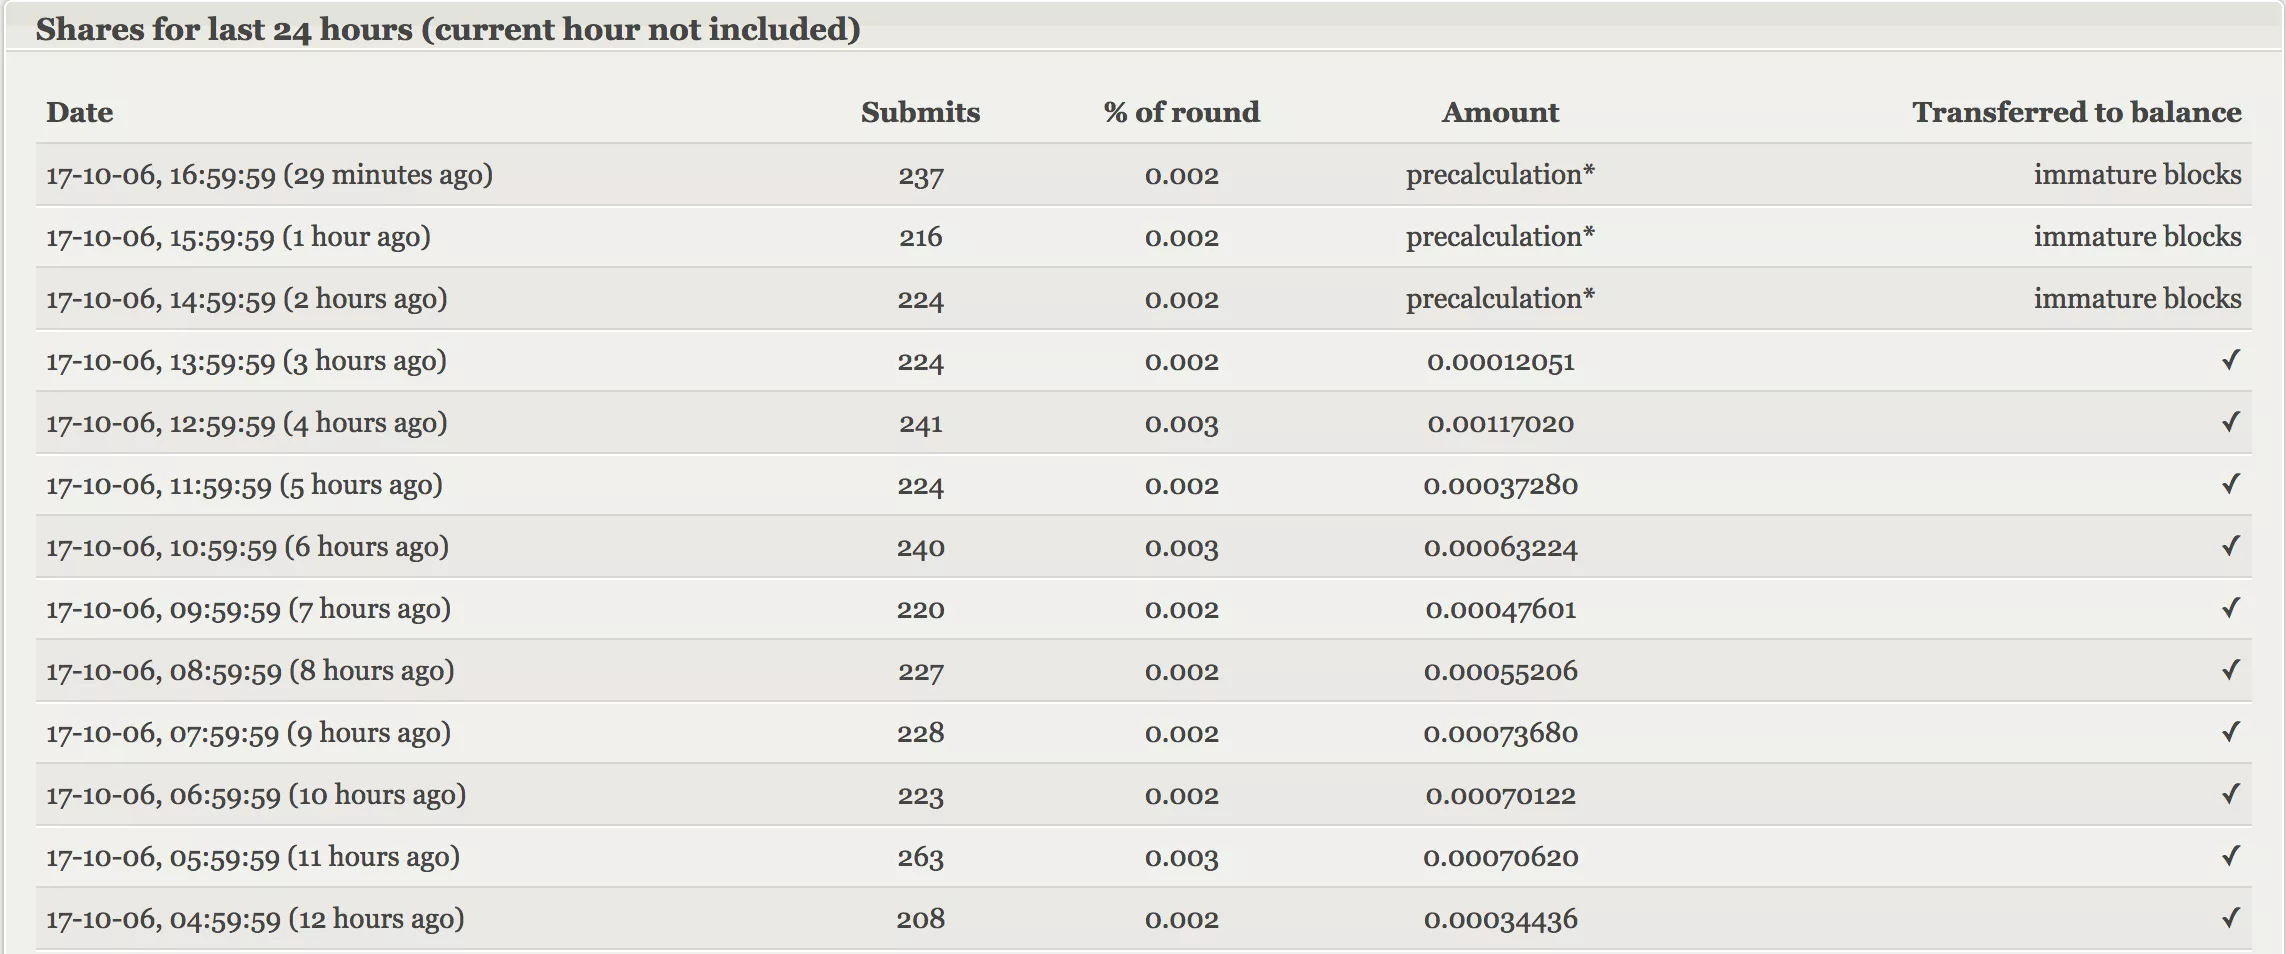 Shares for last 24 hours (current hour not included)
Date Submits % of round Amount Transferred to balance
17-10-06, 16:59:59 (29 minutes ago) 237 0.002 precalculation* immature blocks
17-10-06, 15:59:59 (1 hour ago) 216 0.002 precalculation* immature blocks
17-10-06, 14:59:59 (2 hours ago) 224 0.002 precalculation* immature blocks
17-10-06, 13:59:59 (3 hours ago) 224 0.002 0.00012051 ✓
17-10-06, 12:59:59 (4 hours ago) 241 0.003 0.00117020 ✓
17-10-06, 11:59:59 (5 hours ago) 224 0.002 0.00037280 ✓
17-10-06, 10:59:59 (6 hours ago) 240 0.003 0.00063224 ✓
17-10-06, 09:59:59 (7 hours ago) 220 0.002 0.00047601 ✓
17-10-06, 08:59:59 (8 hours ago) 227 0.002 0.00055206 ✓
17-10-06, 07:59:59 (9 hours ago) 228 0.002 0.00073680 ✓
17-10-06, 06:59:59 (10 hours ago) 223 0.002 0.00070122 ✓
17-10-06, 05:59:59 (11 hours ago) 263 0.003 0.00070620 ✓
17-10-06, 04:59:59 (12 hours ago) 208 0.002 0.00034436 ✓